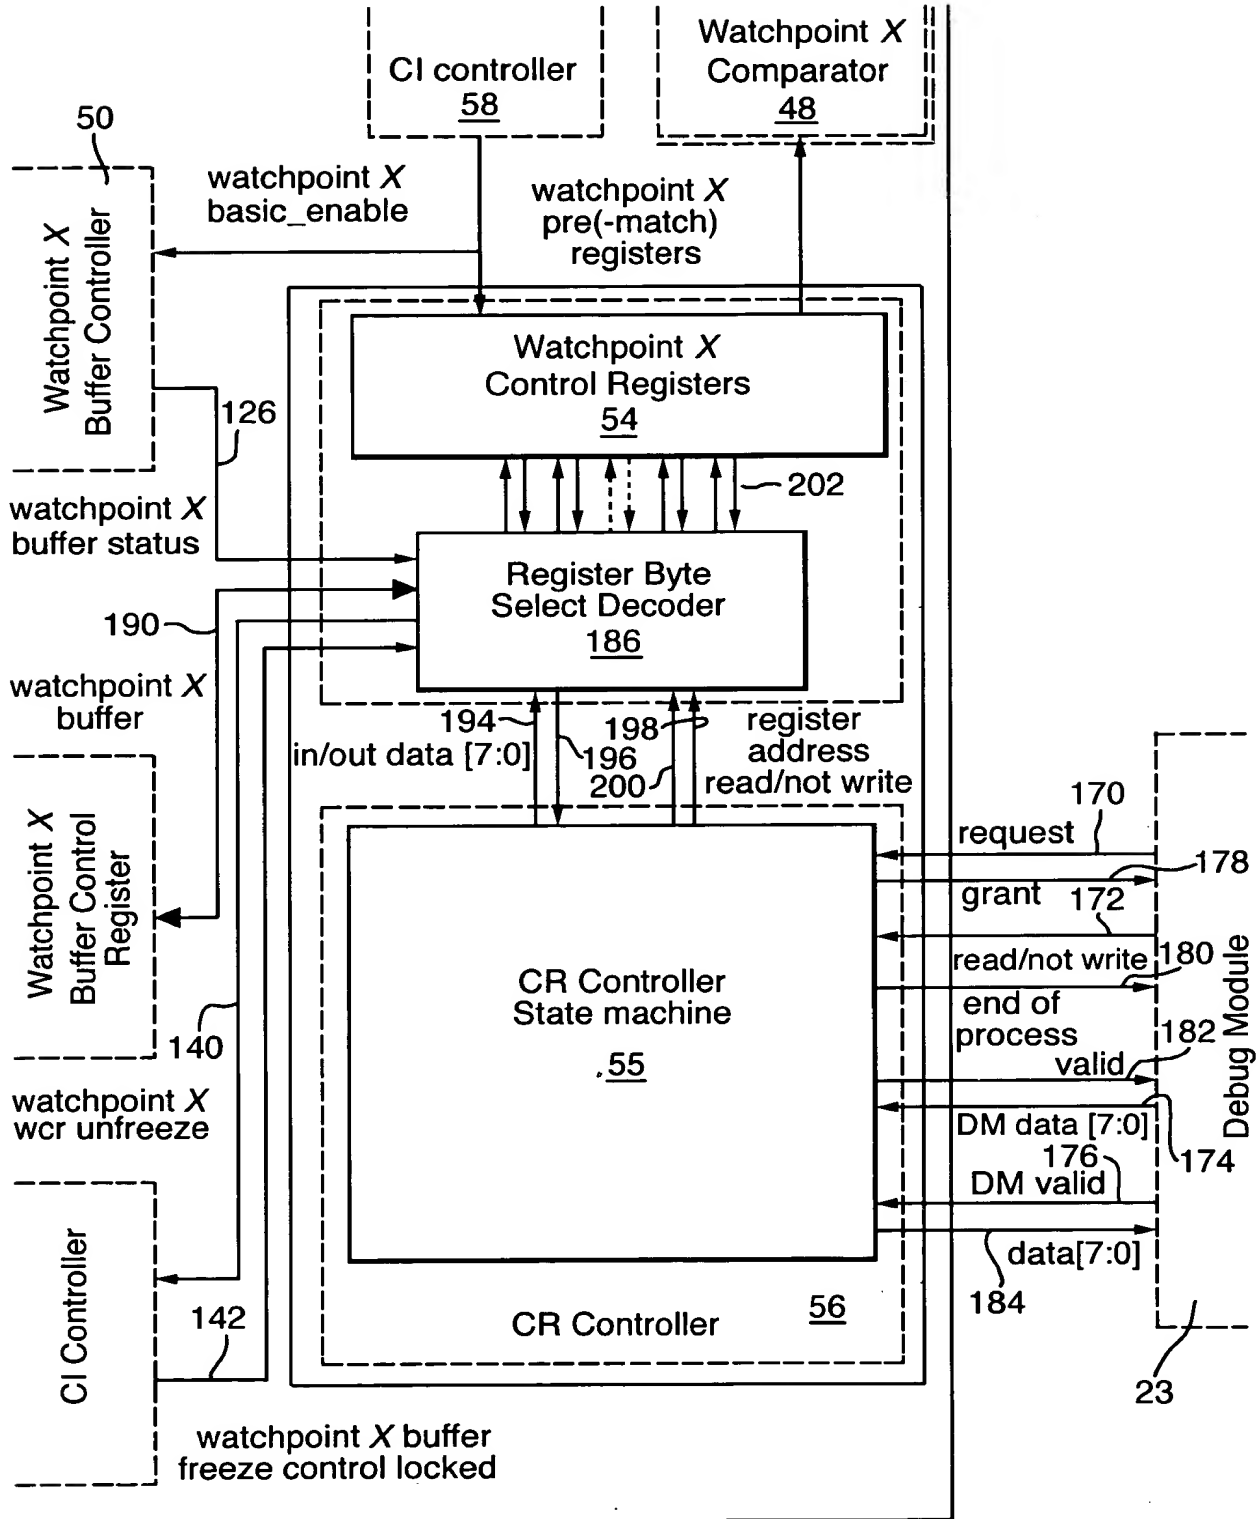 CI controller
58
Watchpoint X
Comparator
48
50
Watchpoint X
Buffer Controller
watchpoint X
basic_enable
watchpoint X
pre(-match)
registers
Watchpoint X
Control Registers
54
126
202
watchpoint X
buffer status
Register Byte
Select Decoder
186
190
watchpoint X
buffer
194
in/out data [7:0]
196
198
200
register
address
read/not write
Watchpoint X
Buffer Control
Register
140
watchpoint X
wcr unfreeze
CR Controller
State machine
55
request
170
grant
178
172
read/not write
180
end of
process
valid
182
DM data [7:0]
174
176
DM valid
data[7:0]
184
Debug Module
23
CI Controller
142
CR Controller
56
watchpoint X buffer
freeze control locked